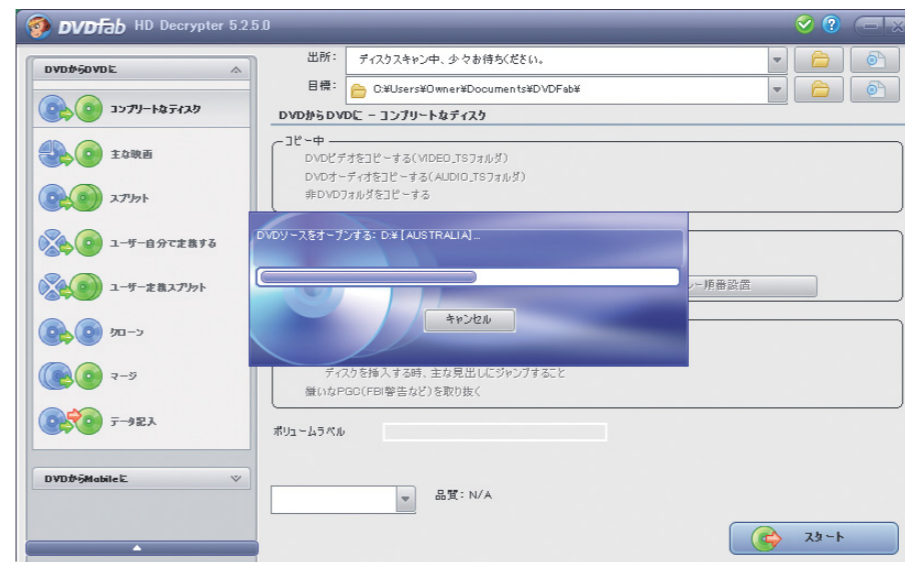 DVDFab HD Decrypter 5.2.5.0
DVDからDVDに
コンプリートなディスク
主な映画
スプリット
ユーザー自分で定義する
ユーザー定義スプリット
クローン
マージ
データ記入
DVDからMobileに
出所: ディスクスキャン中、少々お待ちください。
目標: C:¥Users¥Owner¥Documents¥DVDFab¥
DVDからDVDに - コンプリートなディスク
コピー中
DVDビデオをコピーする(VIDEO_TSフォルダ)
DVDオーディオをコピーする(AUDIO_TSフォルダ)
非DVDフォルダをコピーする
DVDソースをオープンする: D:¥ [AUSTRALIA]...
キャンセル
レー順番設置
ディスクを挿入する時、主な見出しにジャンプすること
嫌いなPGC(FBI警告など)を取り抜く
ボリュームラベル
品質: N/A
スタート